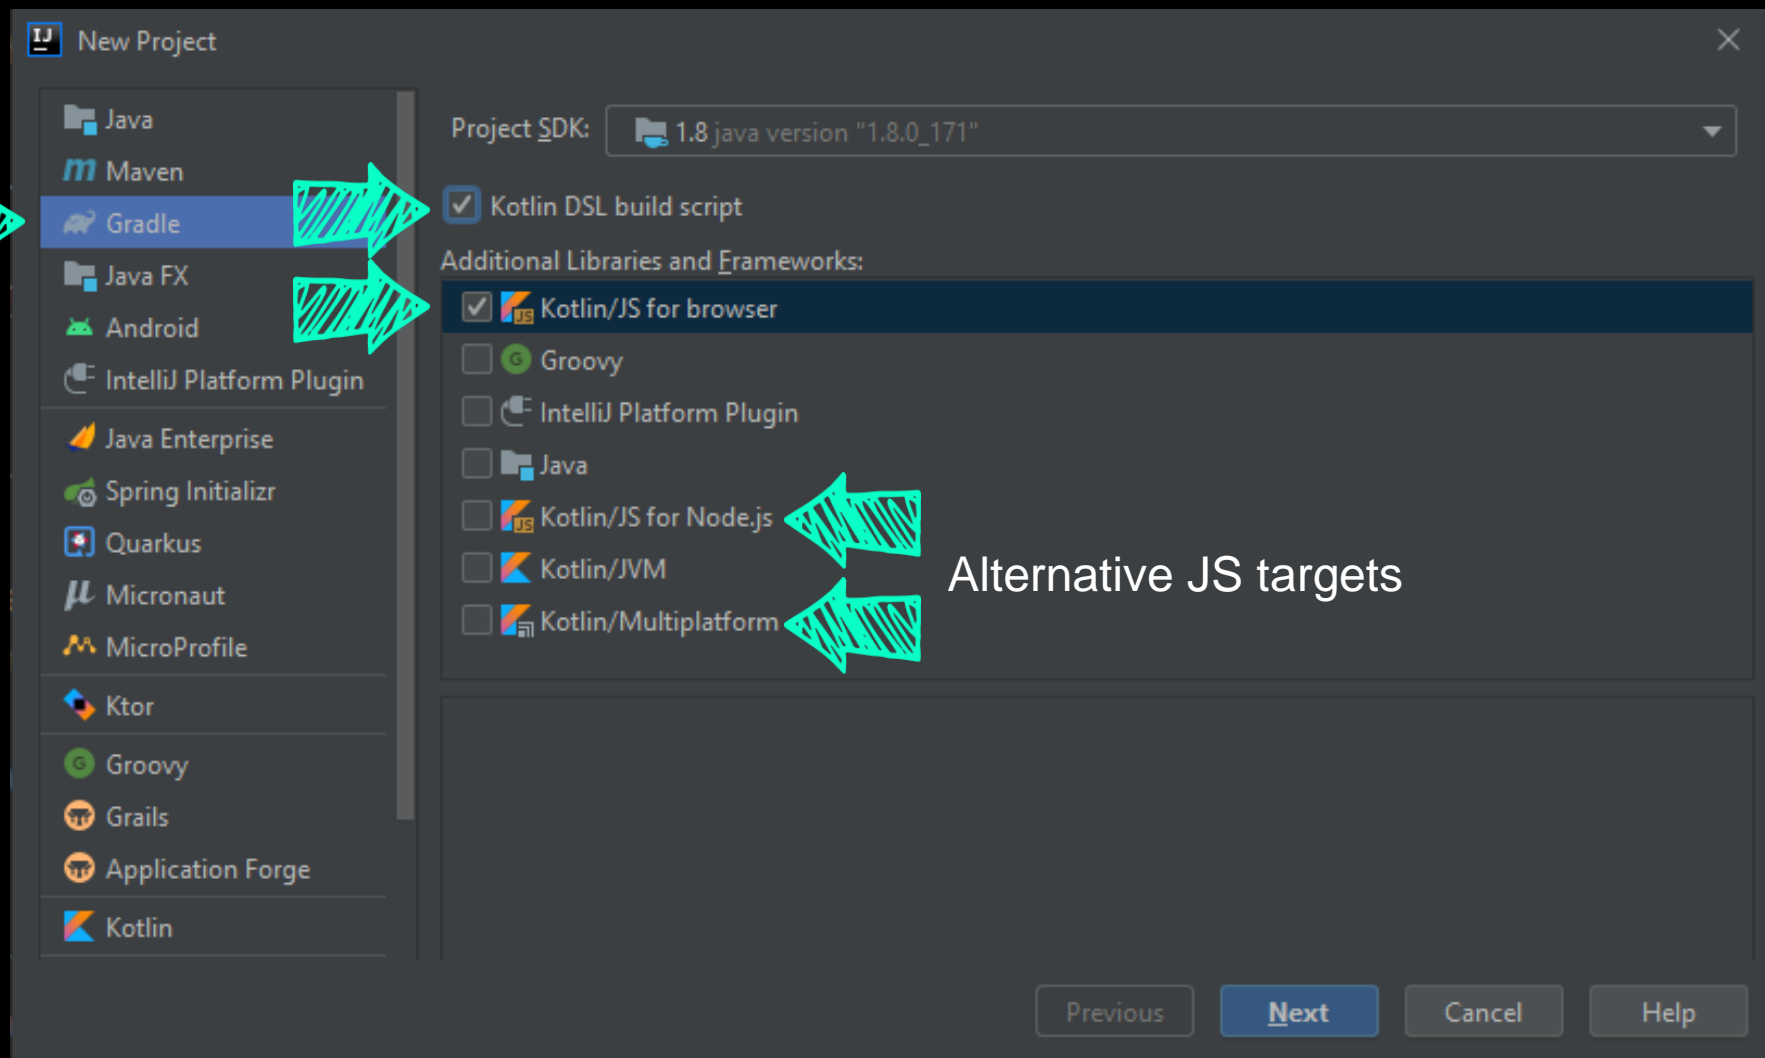 New Project
Java
Maven
Gradle
Java FX
Android
IntelliJ Platform Plugin
Java Enterprise
Spring Initializr
Quarkus
Micronaut
MicroProfile
Ktor
Groovy
Grails
Application Forge
Kotlin
Project SDK: 1.8 java version "1.8.0_171"
Kotlin DSL build script
Additional Libraries and Frameworks:
Kotlin/JS for browser
Groovy
IntelliJ Platform Plugin
Java
Kotlin/JS for Node.js
Kotlin/JVM
Kotlin/Multiplatform
Alternative JS targets
Previous Next Cancel Help